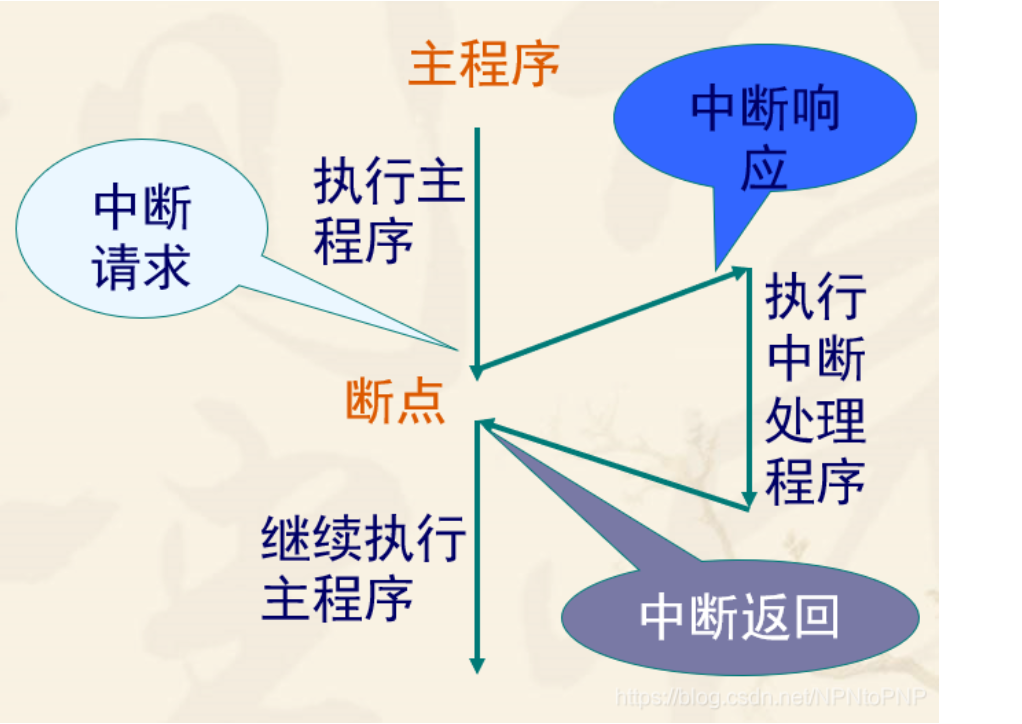 主程序
中断响
应
执行主
程序
中断
请求
执行
中断
处理
程序
断点
继续执行
主程序
中断返回
https://blog.csdn.net/NPNtoPNP